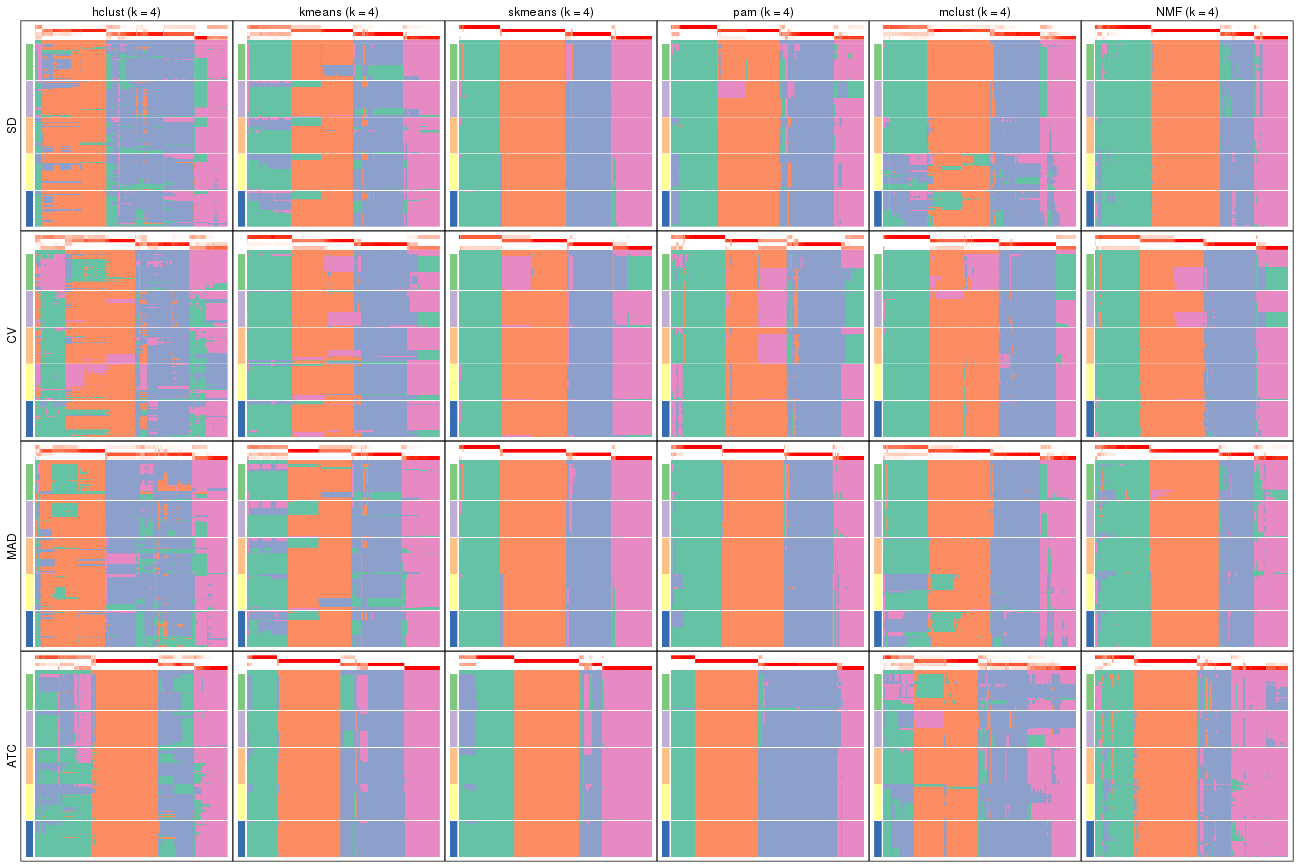 hclust (k = 4)
kmeans (k = 4)
skmeans (k = 4)
pam (k = 4)
mclust (k = 4)
NMF (k = 4)
SD
CV
MAD
ATC